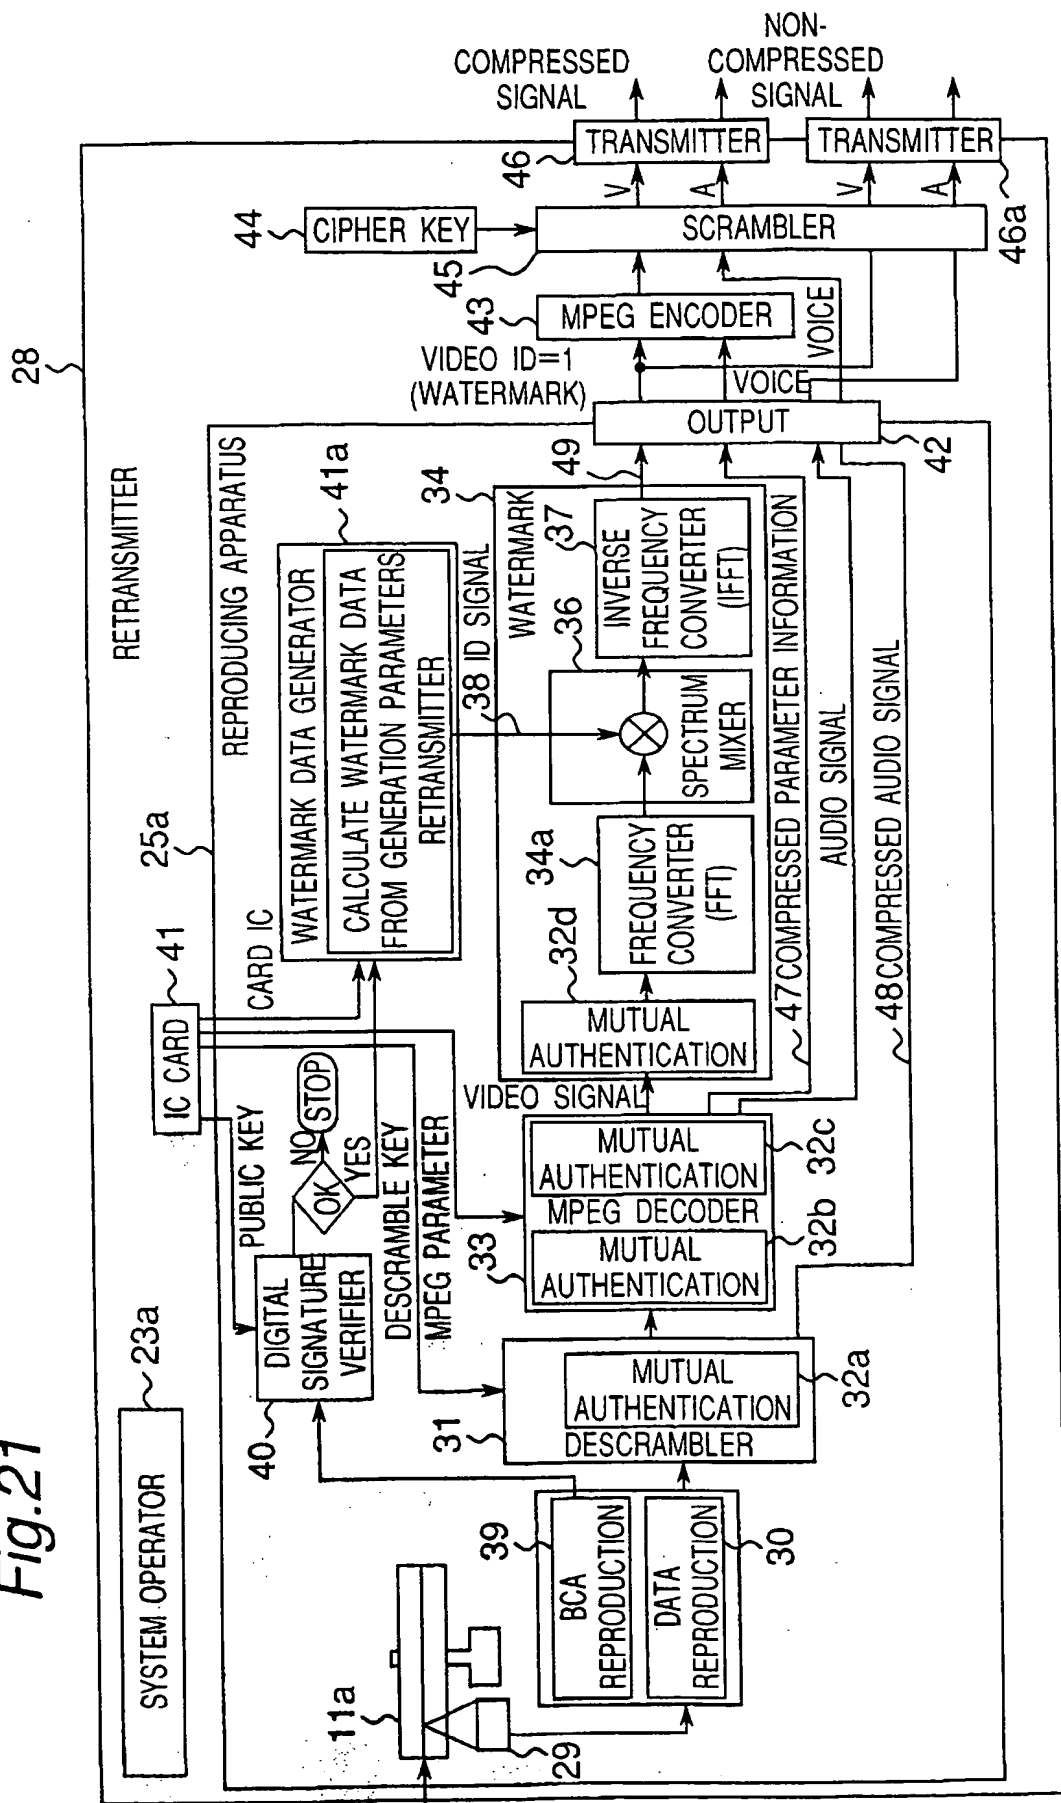 Fig.21
SYSTEM OPERATOR
23a
RETRANSMITTER
28
25a
REPRODUCING APPARATUS
IC CARD
41
CARD IC
PUBLIC KEY
DIGITAL
SIGNATURE
VERIFIER
40
OK
NO
STOP
YES
DESCRAMBLE KEY
MPEG PARAMETER
WATERMARK DATA GENERATOR
41a
CALCULATE WATERMARK DATA
FROM GENERATION PARAMETERS
RETRANSMITTER
38 ID SIGNAL
11a
29
BCA
REPRODUCTION
39
DATA
REPRODUCTION
30
31
MUTUAL
AUTHENTICATION
DESCRAMBLER
32a
33
MUTUAL
AUTHENTICATION
32b
MPEG DECODER
MUTUAL
AUTHENTICATION
32c
VIDEO SIGNAL
WATERMARK
34
MUTUAL
AUTHENTICATION
32d
FREQUENCY
CONVERTER
(FFT)
34a
SPECTRUM
MIXER
36
INVERSE
FREQUENCY
CONVERTER
(IFFT)
37
47 COMPRESSED PARAMETER INFORMATION
AUDIO SIGNAL
48 COMPRESSED AUDIO SIGNAL
49
OUTPUT
42
VIDEO ID=1
(WATERMARK)
VOICE
VOICE
MPEG ENCODER
43
CIPHER KEY
44
SCRAMBLER
45
V
A
V
A
TRANSMITTER
46
TRANSMITTER
46a
COMPRESSED
SIGNAL
NON-
COMPRESSED
SIGNAL